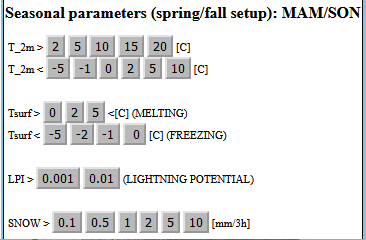 Seasonal parameters (spring/fall setup): MAM/SON
T_2m > 2 5 10 15 20 [C]
T_2m < -5 -1 0 2 5 10 [C]
Tsurf > 0 2 5 <[C] (MELTING)
Tsurf < -5 -2 -1 0 [C] (FREEZING)
LPI > 0.001 0.01 (LIGHTNING POTENTIAL)
SNOW > 0.1 0.5 1 2 5 10 [mm/3h]